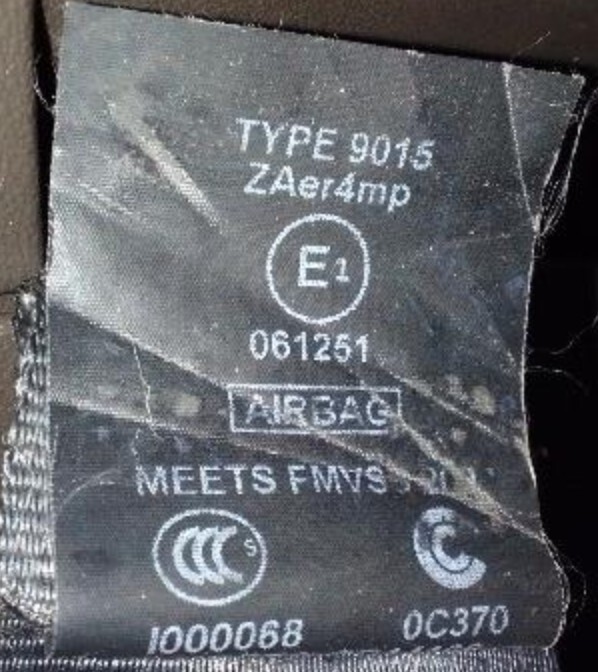 TYPE 9015
ZAer4mp
E1
061251
AIRBAG
MEETS FMVS
CCC S
I000068
0C370